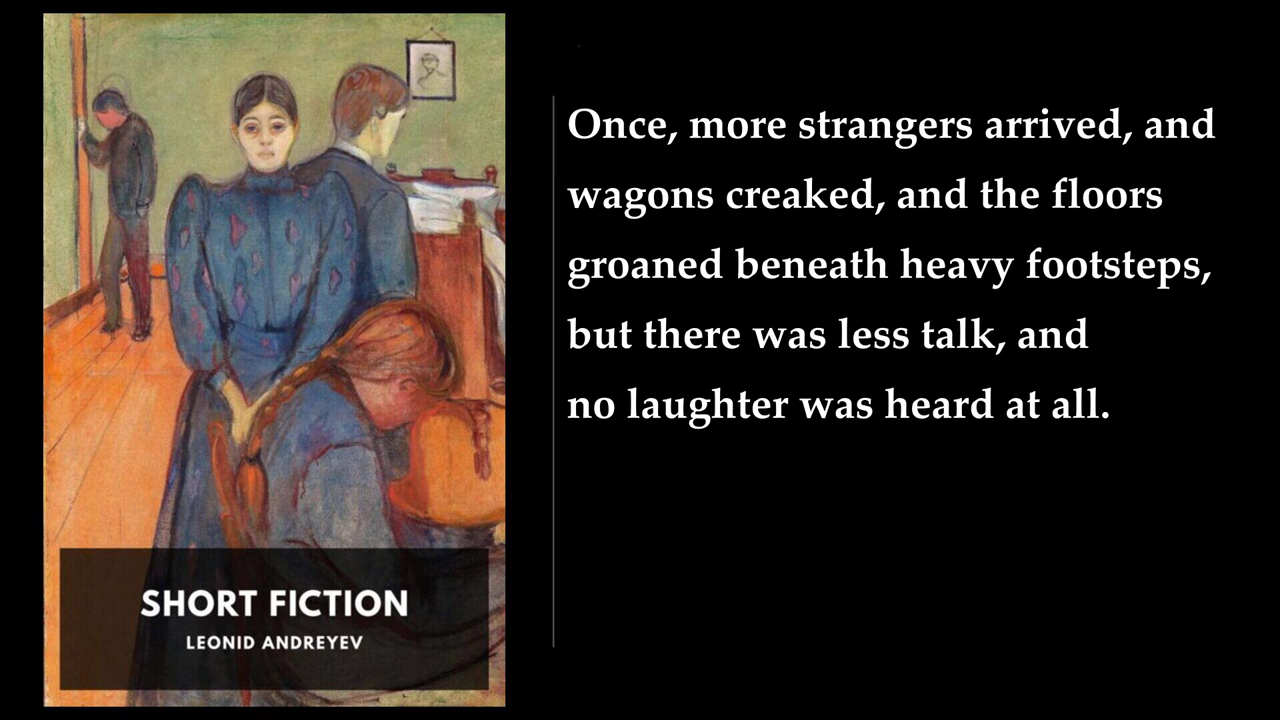 Once, more strangers arrived, and
wagons creaked, and the floors
groaned beneath heavy footsteps,
but there was less talk, and
no laughter was heard at all.
SHORT FICTION
LEONID ANDREYEV